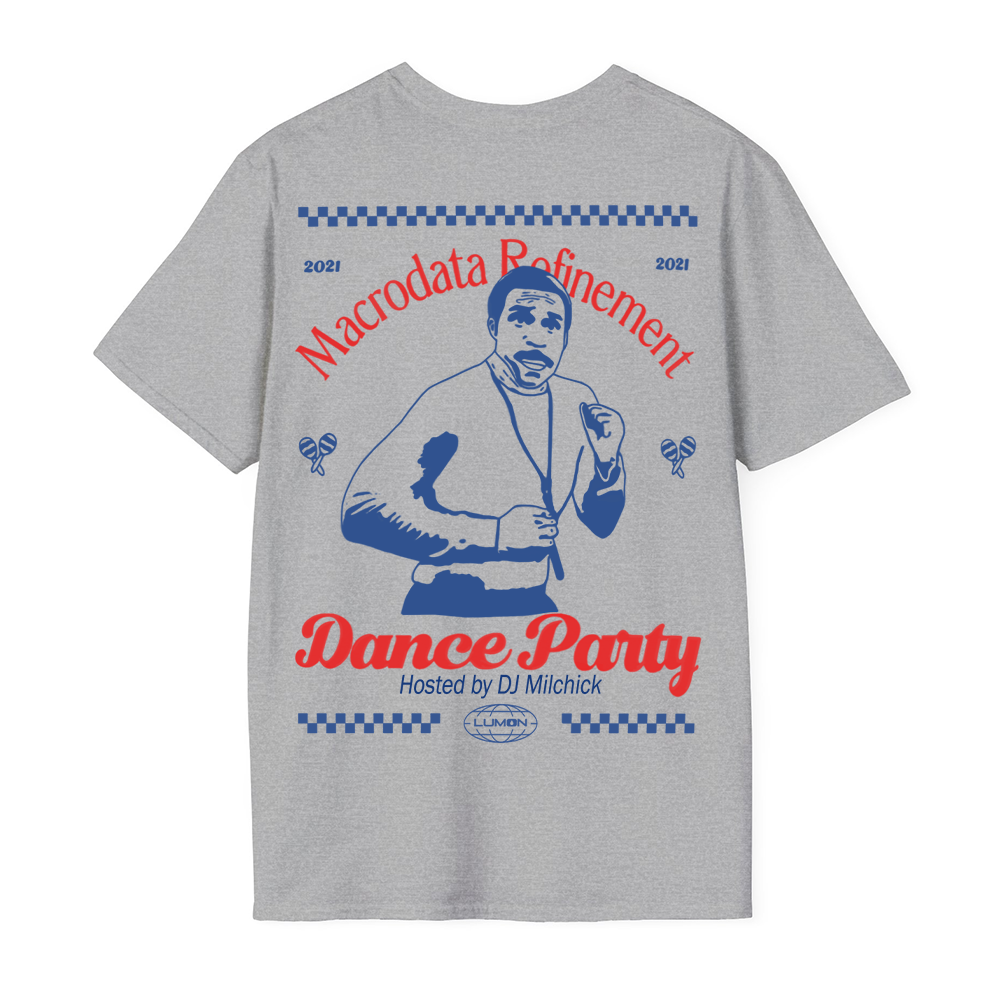 2021
2021
Macrodata Refinement
Dance Party
Hosted by DJ Milchick
LUMON